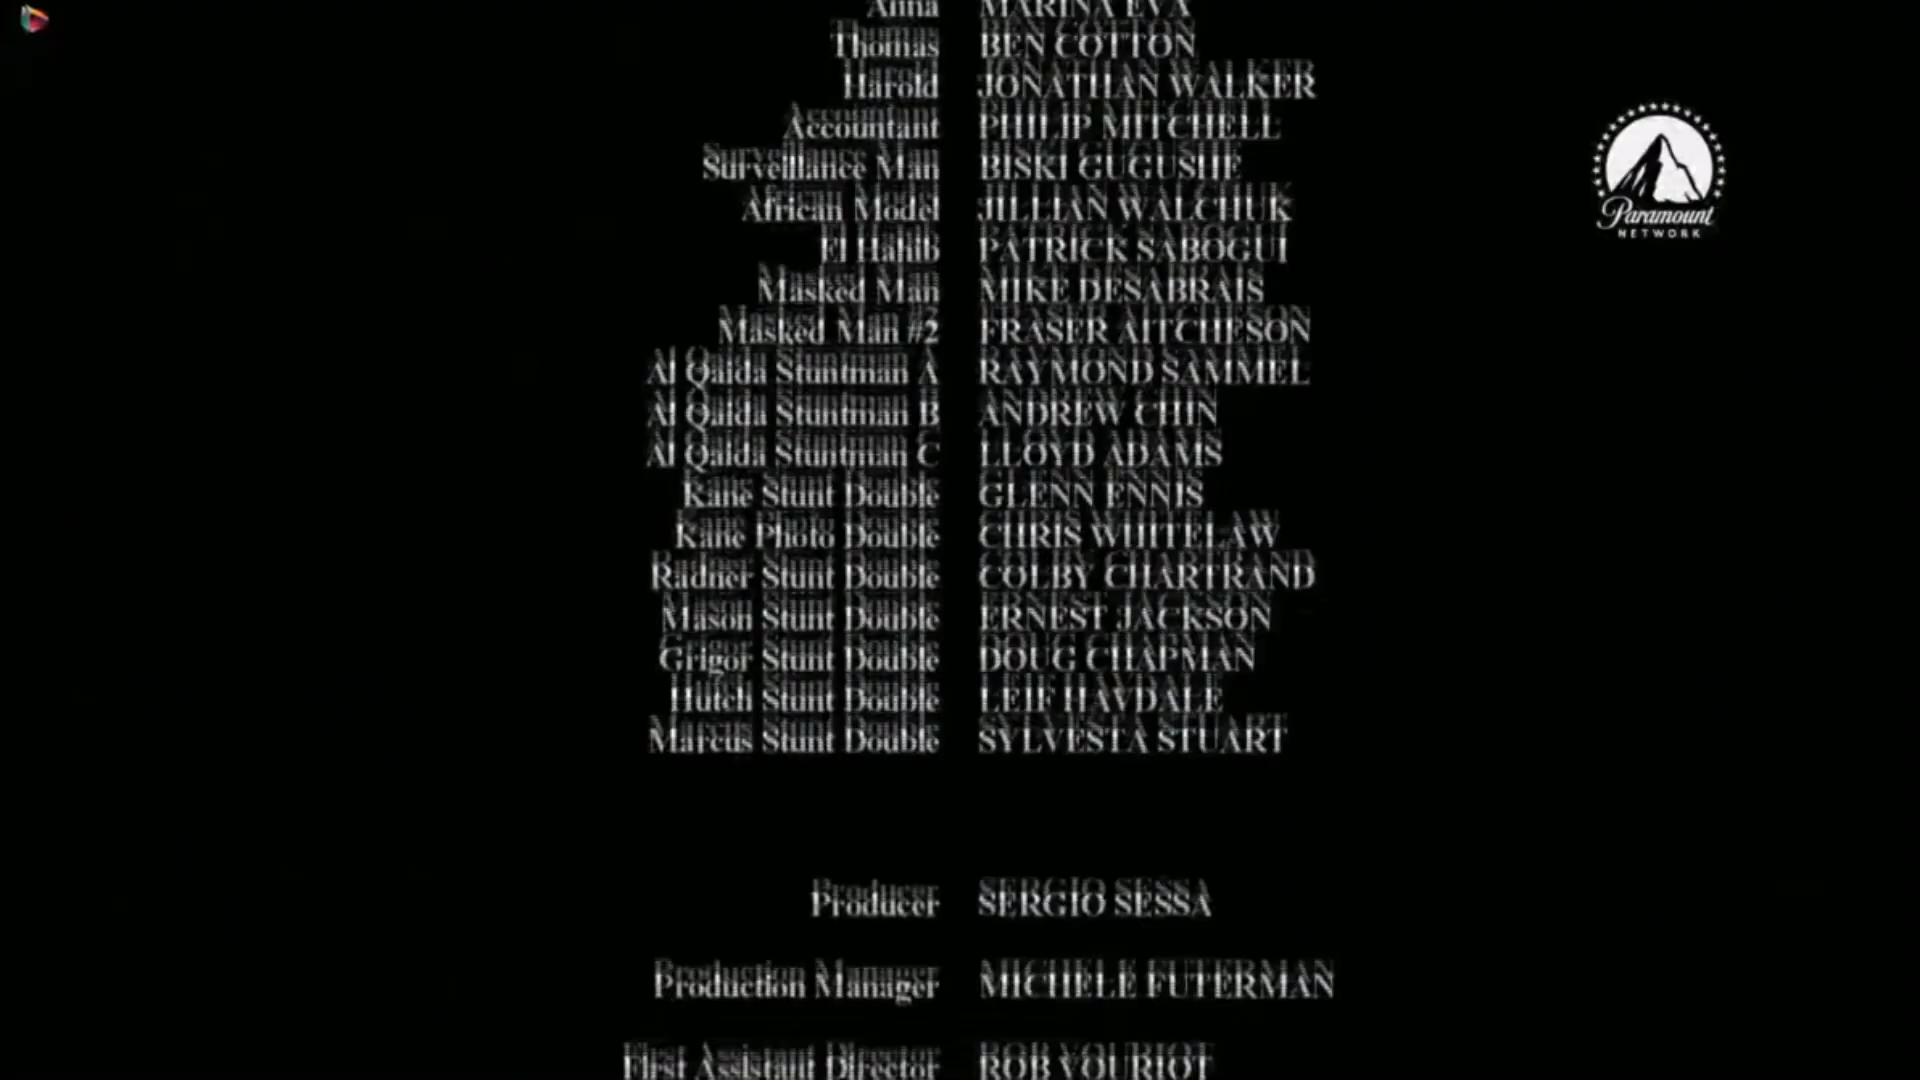 Anna MARINA EVA
Thomas BEN COTTON
Harold JONATHAN WALKER
Accountant PHILIP MITCHELL
Surveillance Man BISKI GUGUSHE
African Model JILLIAN WALCHUK
El Habib PATRICK SABOGUI
Masked Man MIKE DESABRAIS
Masked Man #2 FRASER AITCHESON
Al Qaida Stuntman A RAYMOND SAMMEL
Al Qaida Stuntman B ANDREW CHIN
Al Qaida Stuntman C LLOYD ADAMS
Kane Stunt Double GLENN ENNIS
Kane Photo Double CHRIS WHITELAW
Radner Stunt Double COLBY CHARTRAND
Mason Stunt Double ERNEST JACKSON
Grigor Stunt Double DOUG CHAPMAN
Hutch Stunt Double LEIF HAVDALE
Marcus Stunt Double SYLVESTA STUART
Producer SERGIO SESSA
Production Manager MICHELE FUTERMAN
First Assistant Director ROB VOURIOT
Paramount
NETWORK